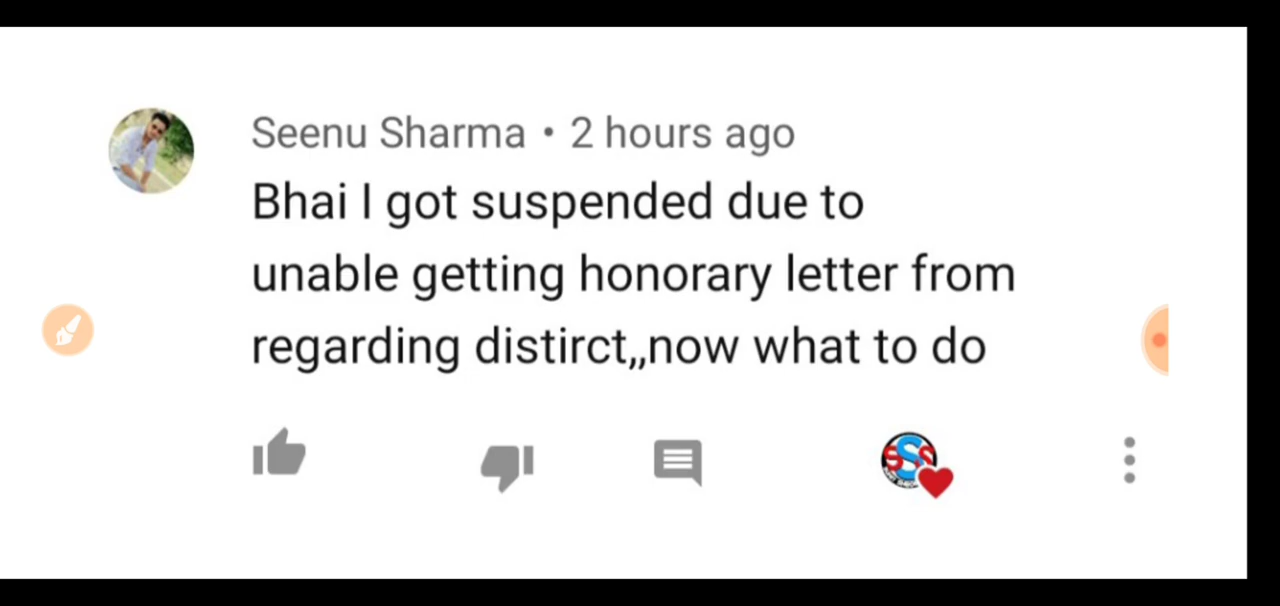 Seenu Sharma • 2 hours ago
Bhai I got suspended due to
unable getting honorary letter from
regarding distirct,,now what to do
SSS